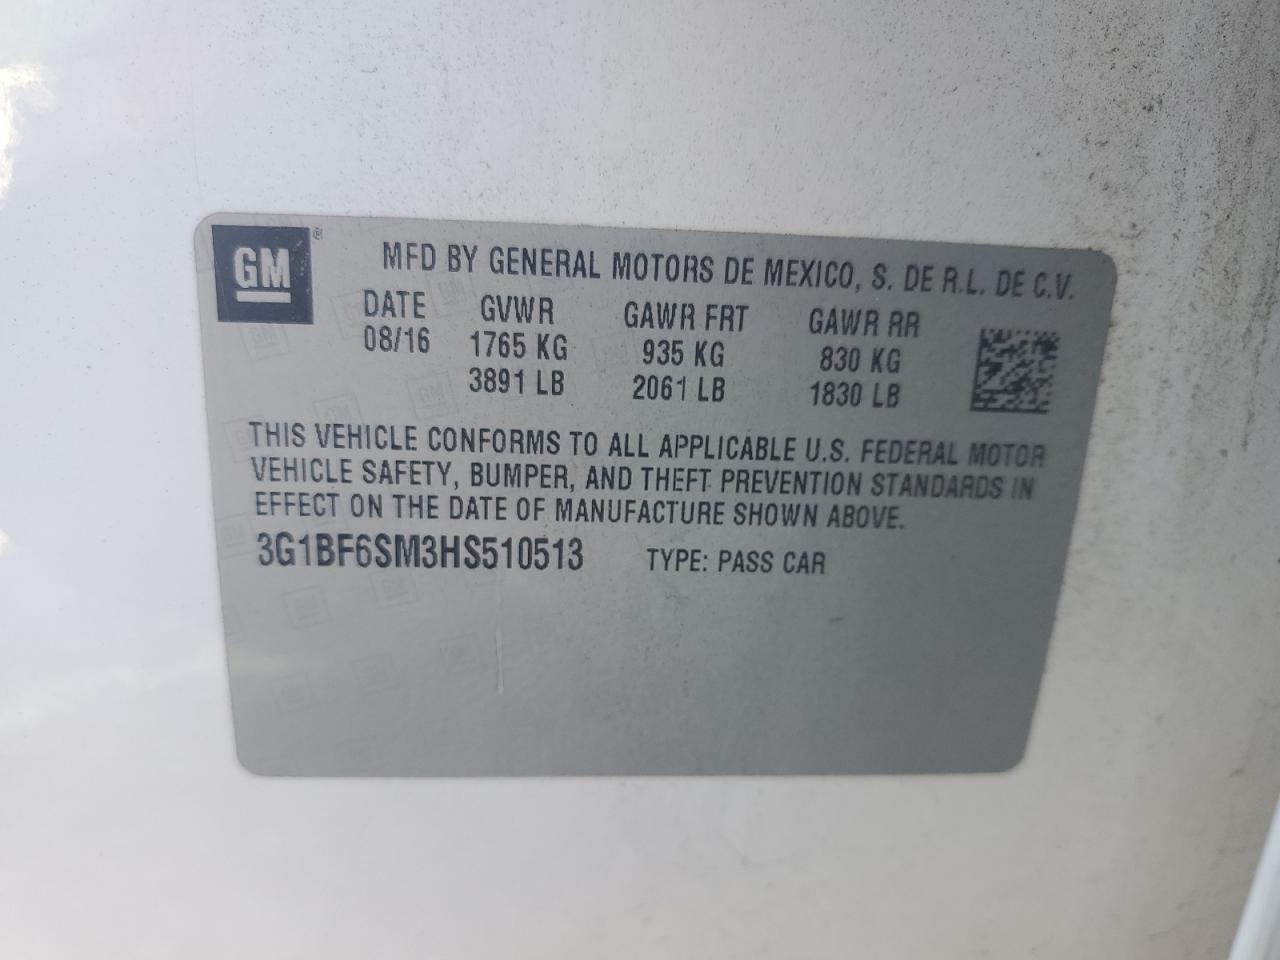 GM ®
MFD BY GENERAL MOTORS DE MEXICO, S. DE R.L. DE C.V.
DATE GVWR GAWR FRT GAWR RR
08/16 1765 KG 935 KG 830 KG
3891 LB 2061 LB 1830 LB
THIS VEHICLE CONFORMS TO ALL APPLICABLE U.S. FEDERAL MOTOR
VEHICLE SAFETY, BUMPER, AND THEFT PREVENTION STANDARDS IN
EFFECT ON THE DATE OF MANUFACTURE SHOWN ABOVE.
3G1BF6SM3HS510513 TYPE: PASS CAR